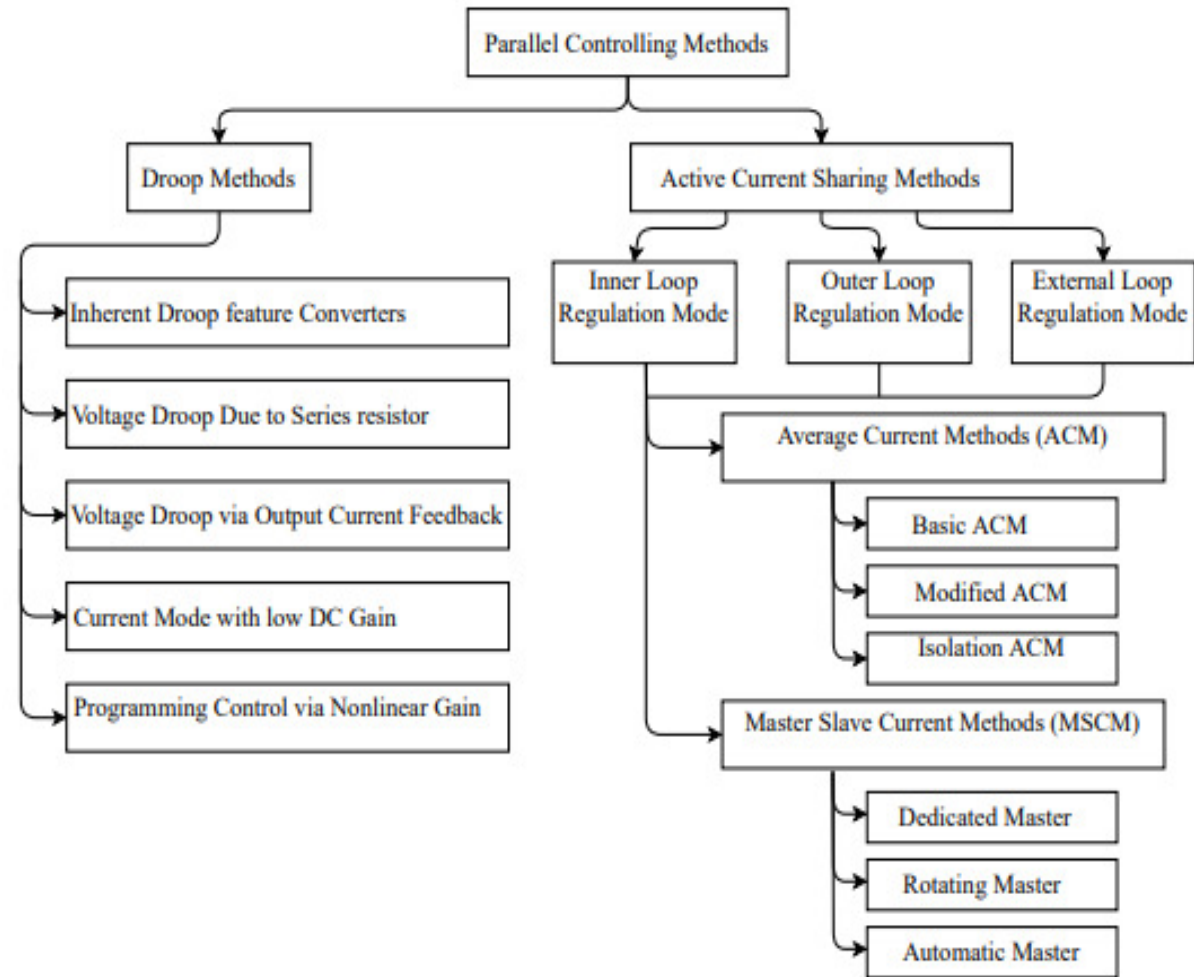 Parallel Controlling Methods
Droop Methods
Active Current Sharing Methods
Inner Loop
Regulation Mode
Outer Loop
Regulation Mode
External Loop
Regulation Mode
Inherent Droop feature Converters
Voltage Droop Due to Series resistor
Voltage Droop via Output Current Feedback
Current Mode with low DC Gain
Programming Control via Nonlinear Gain
Average Current Methods (ACM)
Basic ACM
Modified ACM
Isolation ACM
Master Slave Current Methods (MSCM)
Dedicated Master
Rotating Master
Automatic Master